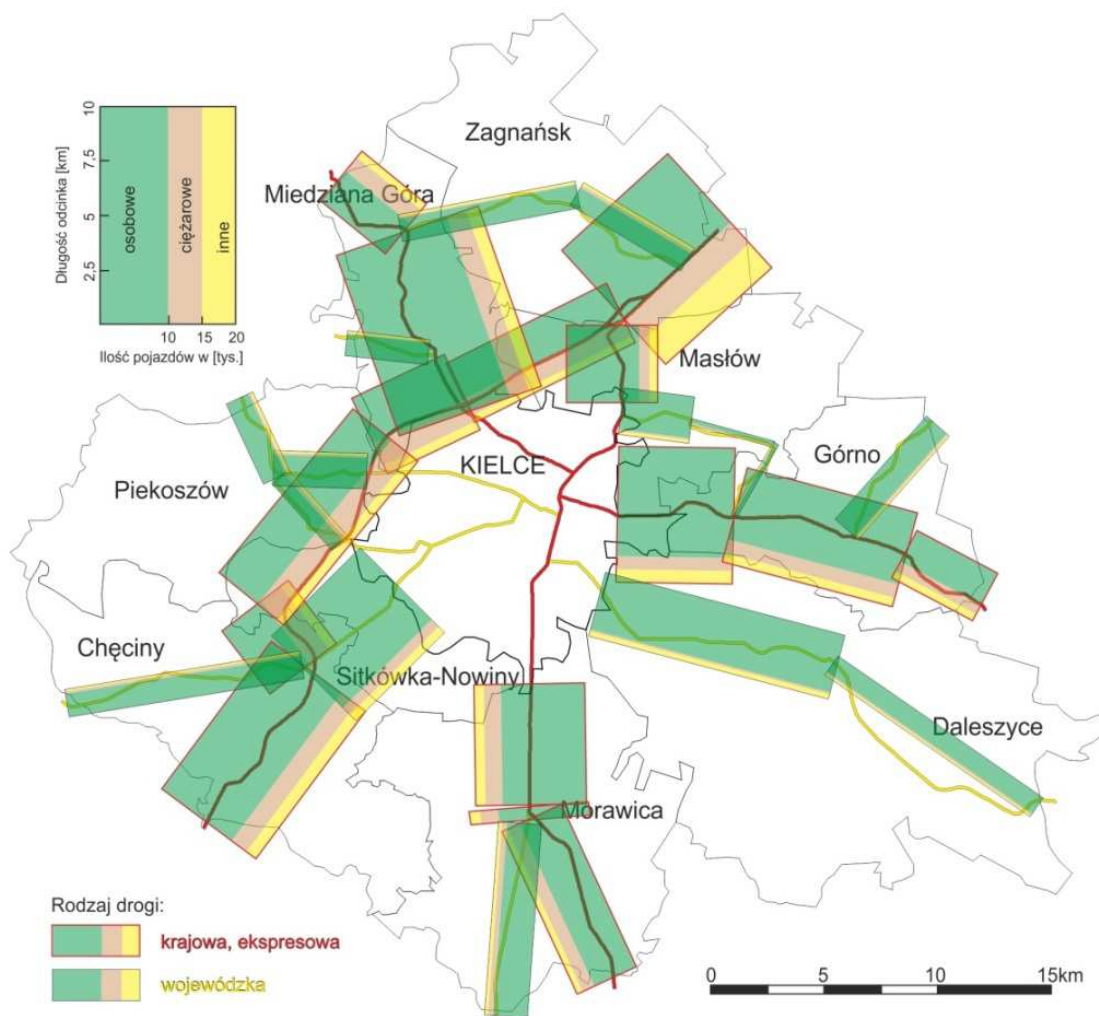 Zagnańsk
10
7.5
5
2.5
Długość odcinka [km]
osobowe
ciężarowe
inne
10 15 20
Ilość pojazdów w [tys.]
Miedziana Góra
Masłów
KIELCE
Górno
Piekoszów
Chęciny
Sitkówka-Nowiny
Daleszyce
Morawica
Rodzaj drogi:
krajowa, ekspresowa
wojewódzka
0 5 10 15km